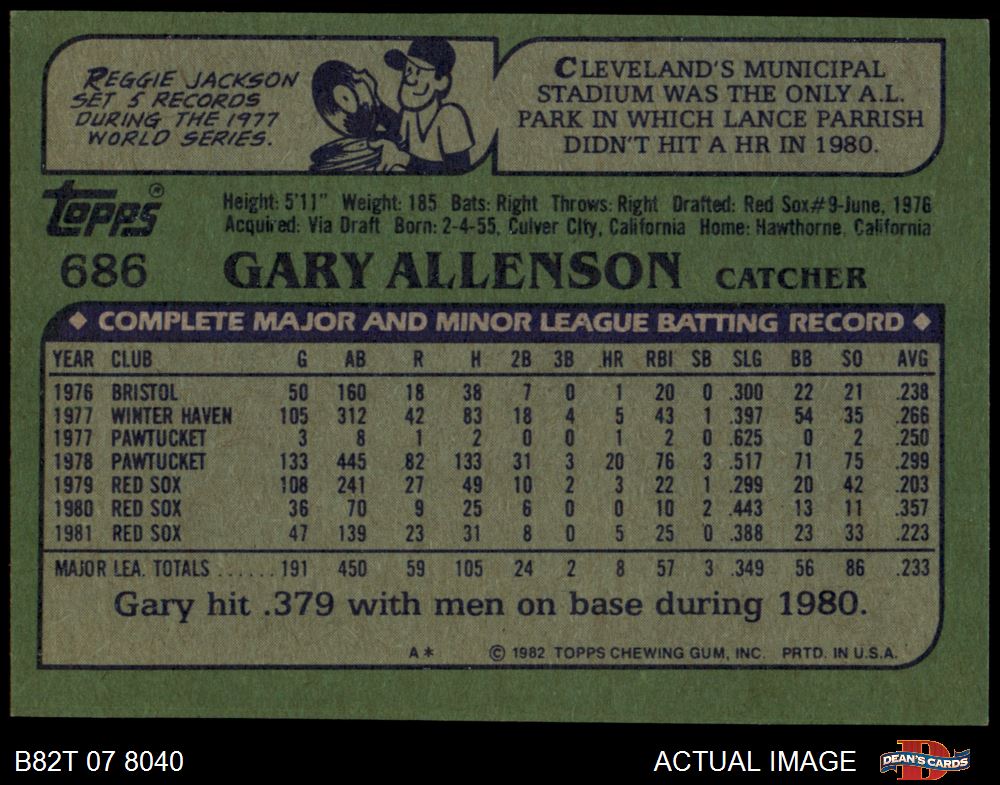 REGGIE JACKSON
SET 5 RECORDS
DURING THE 1977
WORLD SERIES.
CLEVELAND'S MUNICIPAL
STADIUM WAS THE ONLY A.L.
PARK IN WHICH LANCE PARRISH
DIDN'T HIT A HR IN 1980.
Topps®
Height: 5'11" Weight: 185 Bats: Right Throws: Right Drafted: Red Sox#9-June, 1976
Acquired: Via Draft Born: 2-4-55, Culver City, California Home: Hawthorne, California
686 GARY ALLENSON CATCHER
◆ COMPLETE MAJOR AND MINOR LEAGUE BATTING RECORD ◆
YEAR CLUB G AB R H 2B 3B HR RBI SB SLG BB SO AVG
1976 BRISTOL 50 160 18 38 7 0 1 20 0 .300 22 21 .238
1977 WINTER HAVEN 105 312 42 83 18 4 5 43 1 .397 54 35 .266
1977 PAWTUCKET 3 8 1 2 0 0 1 2 0 .625 0 2 .250
1978 PAWTUCKET 133 445 82 133 31 3 20 76 3 .517 71 75 .299
1979 RED SOX 108 241 27 49 10 2 3 22 1 .299 20 42 .203
1980 RED SOX 36 70 9 25 6 0 0 10 2 .443 13 11 .357
1981 RED SOX 47 139 23 31 8 0 5 25 0 .388 23 33 .223
MAJOR LEA. TOTALS ...... 191 450 59 105 24 2 8 57 3 .349 56 86 .233
Gary hit .379 with men on base during 1980.
A* © 1982 TOPPS CHEWING GUM, INC. PRTD. IN U.S.A.
B82T 07 8040 ACTUAL IMAGE D DEAN'S CARDS